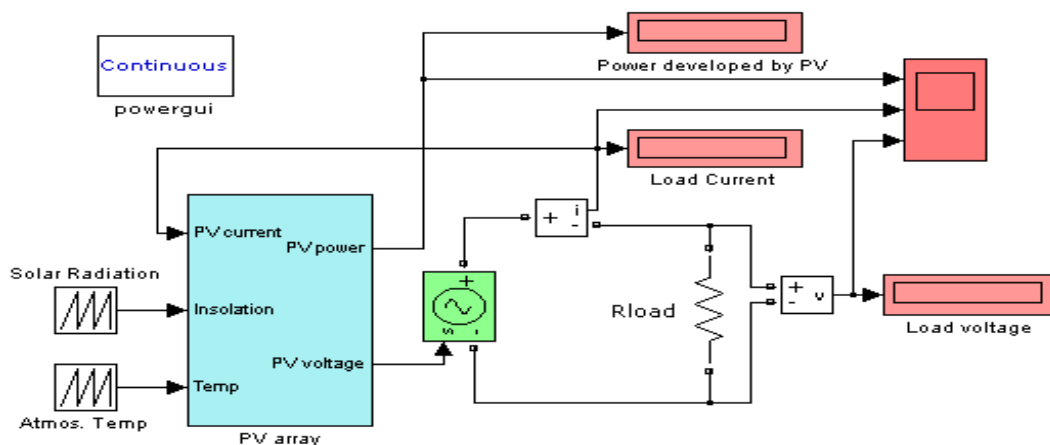 Continuous
powergui
Power developed by PV
Load Current
PV current
PV power
Solar Radiation
Insolation
PV voltage
Temp
Atmos. Temp
PV array
+
i
-
+
s
-
Rload
+
-
v
Load voltage